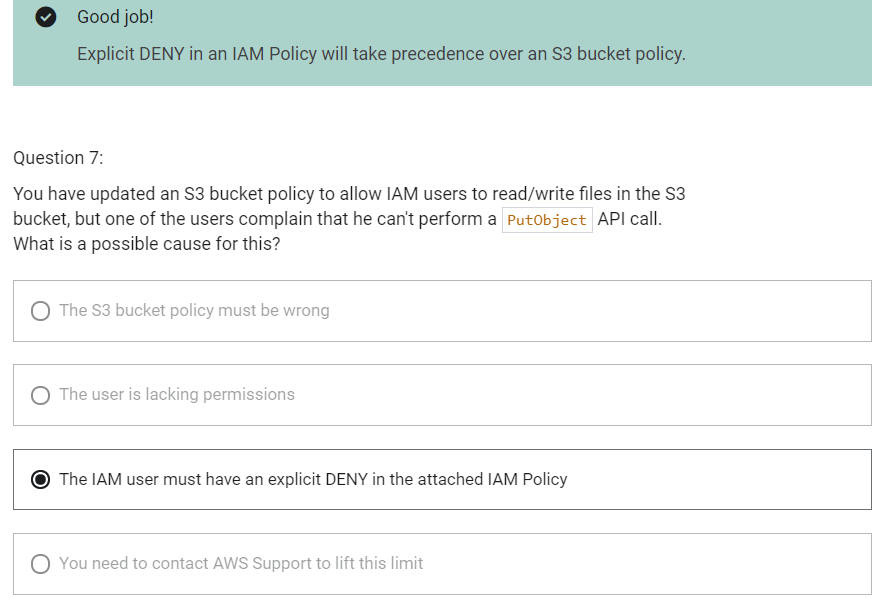 Good job!
Explicit DENY in an IAM Policy will take precedence over an S3 bucket policy.
Question 7:
You have updated an S3 bucket policy to allow IAM users to read/write files in the S3
bucket, but one of the users complain that he can't perform a PutObject API call.
What is a possible cause for this?
The S3 bucket policy must be wrong
The user is lacking permissions
The IAM user must have an explicit DENY in the attached IAM Policy
You need to contact AWS Support to lift this limit